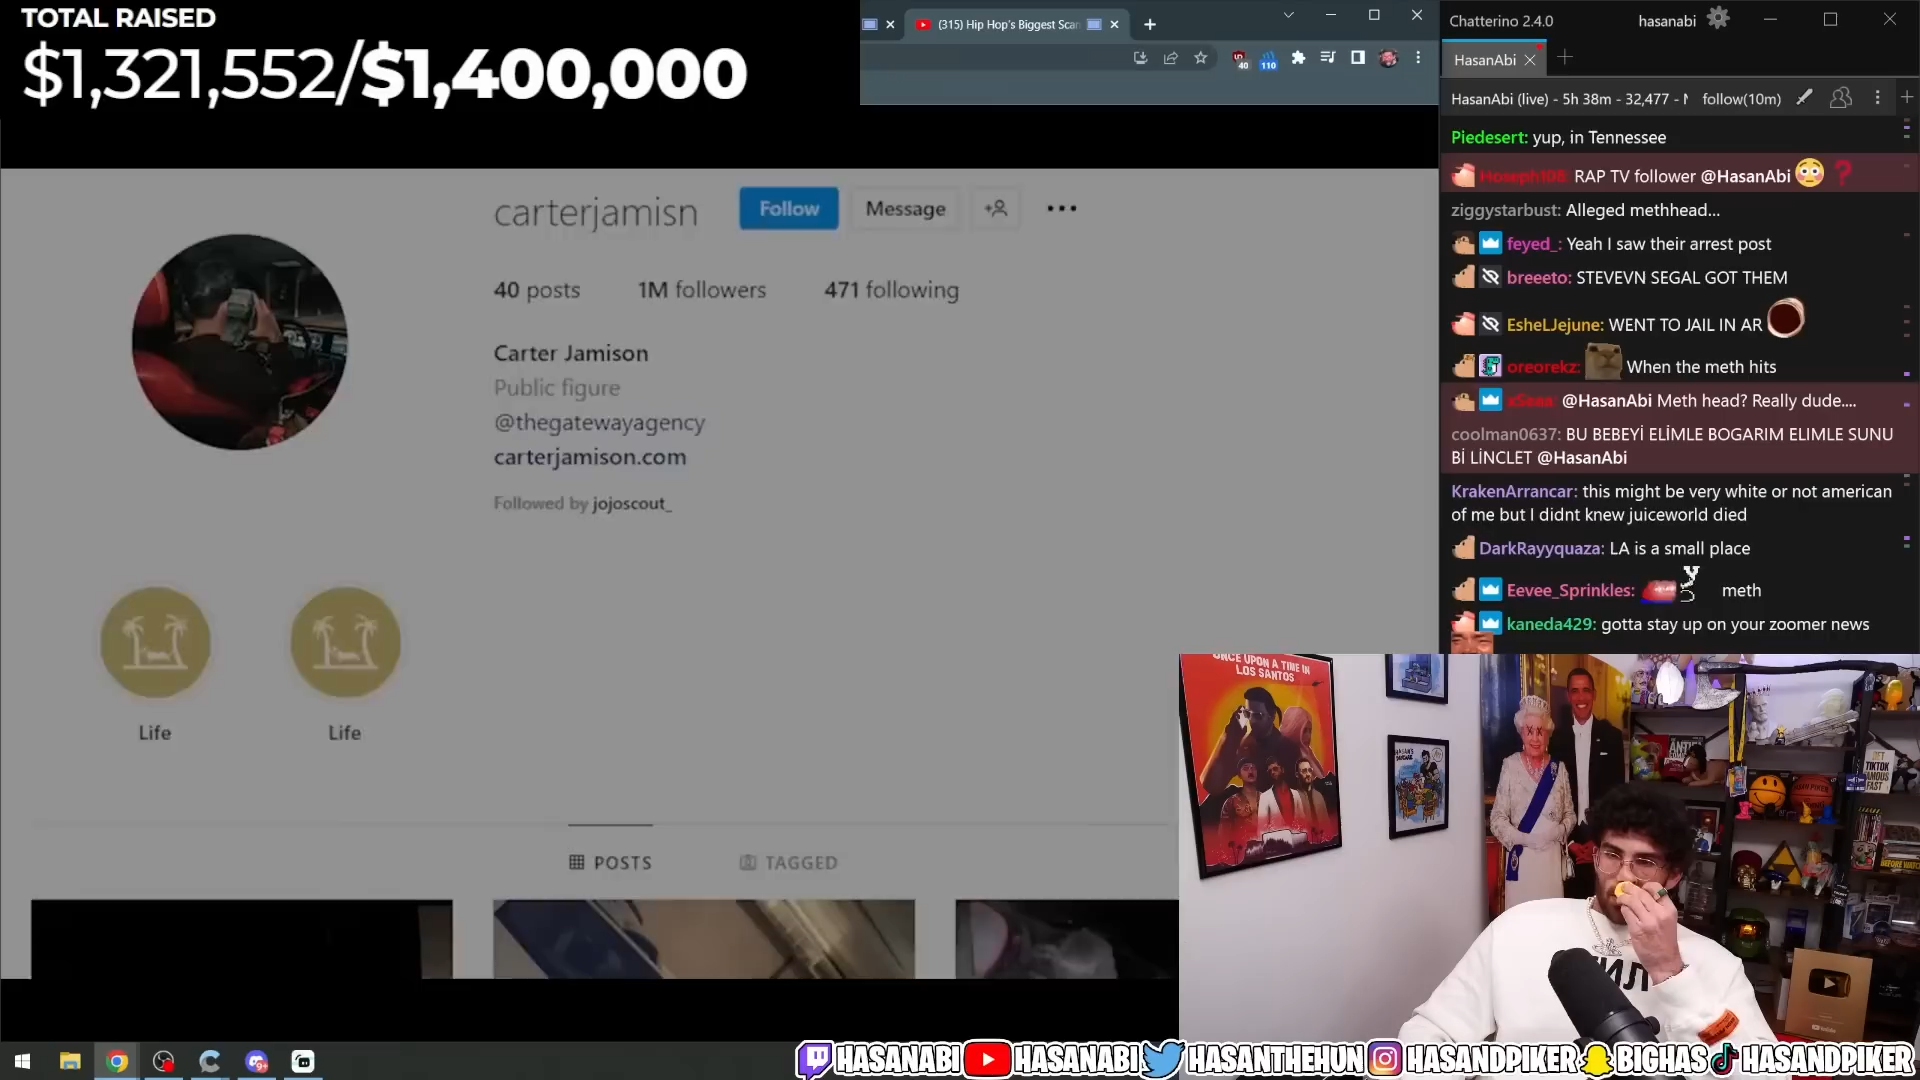 TOTAL RAISED
$1,321,552/$1,400,000
(315) Hip Hop's Biggest Scan
40
110
carterjamisn
Follow
Message
40 posts
1M followers
471 following
Carter Jamison
Public figure
@thegatewayagency
carterjamison.com
Followed by jojoscout_
Life
Life
POSTS
TAGGED
Chatterino 2.4.0
hasanabi
HasanAbi
HasanAbi (live) - 5h 38m - 32,477 - 
follow(10m)
Piedesert: yup, in Tennessee
RAP TV follower @HasanAbi
ziggystarbust: Alleged methhead...
feyed_: Yeah I saw their arrest post
breeeto: STEVEVN SEGAL GOT THEM
EsheLJejune: WENT TO JAIL IN AR
oreorekz: When the meth hits
@HasanAbi Meth head? Really dude....
coolman0637: BU BEBEYİ ELİMLE BOGARIM ELIMLE SUNU
Bİ LİNCLET @HasanAbi
KrakenArrancar: this might be very white or not american
of me but I didnt knew juiceworld died
DarkRayyquaza: LA is a small place
Eevee_Sprinkles: meth
kaneda429: gotta stay up on your zoomer news
ONCE UPON A TIME IN
LOS SANTOS
GET
TIKTOK
FAMOUS
FAST
HASANABI
HASANABI
HASANTHEHUN
HASANDPIKER
BIGHAS
HASANDPIKER